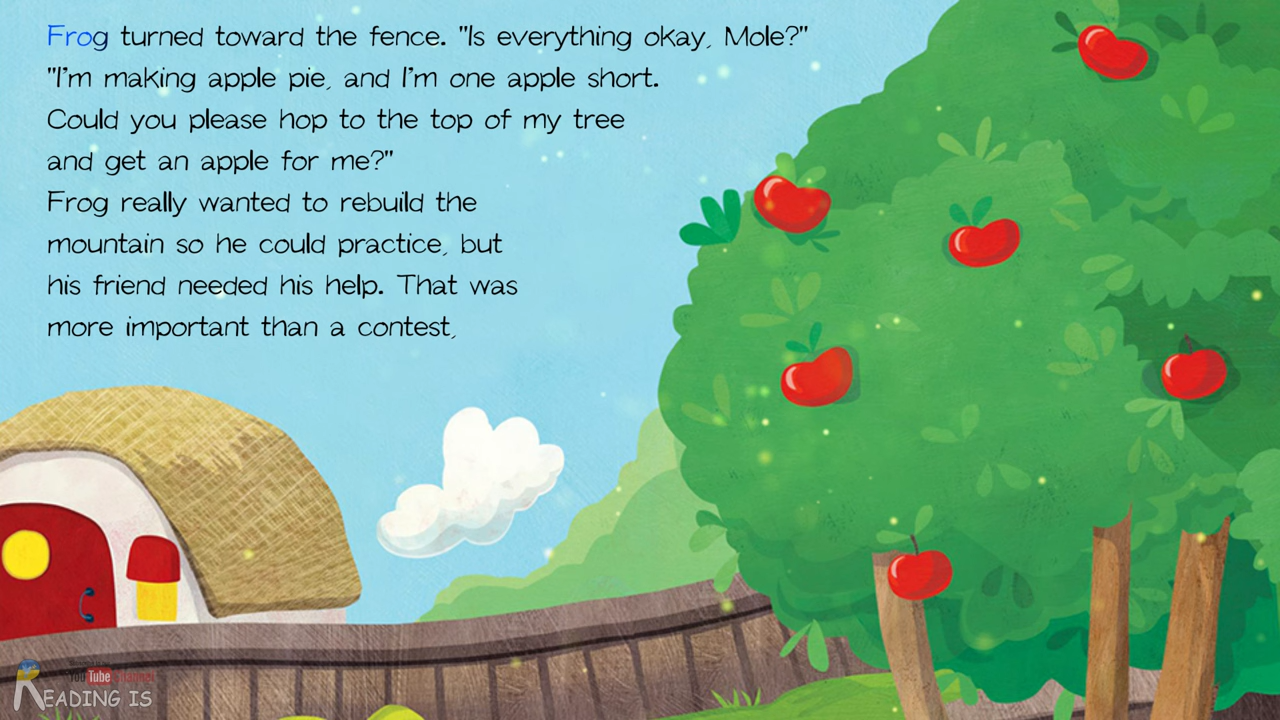 Frog turned toward the fence. "Is everything okay, Mole?"
"I'm making apple pie, and I'm one apple short.
Could you please hop to the top of my tree
and get an apple for me?"
Frog really wanted to rebuild the
mountain so he could practice, but
his friend needed his help. That was
more important than a contest,
YouTube Channel
READING IS